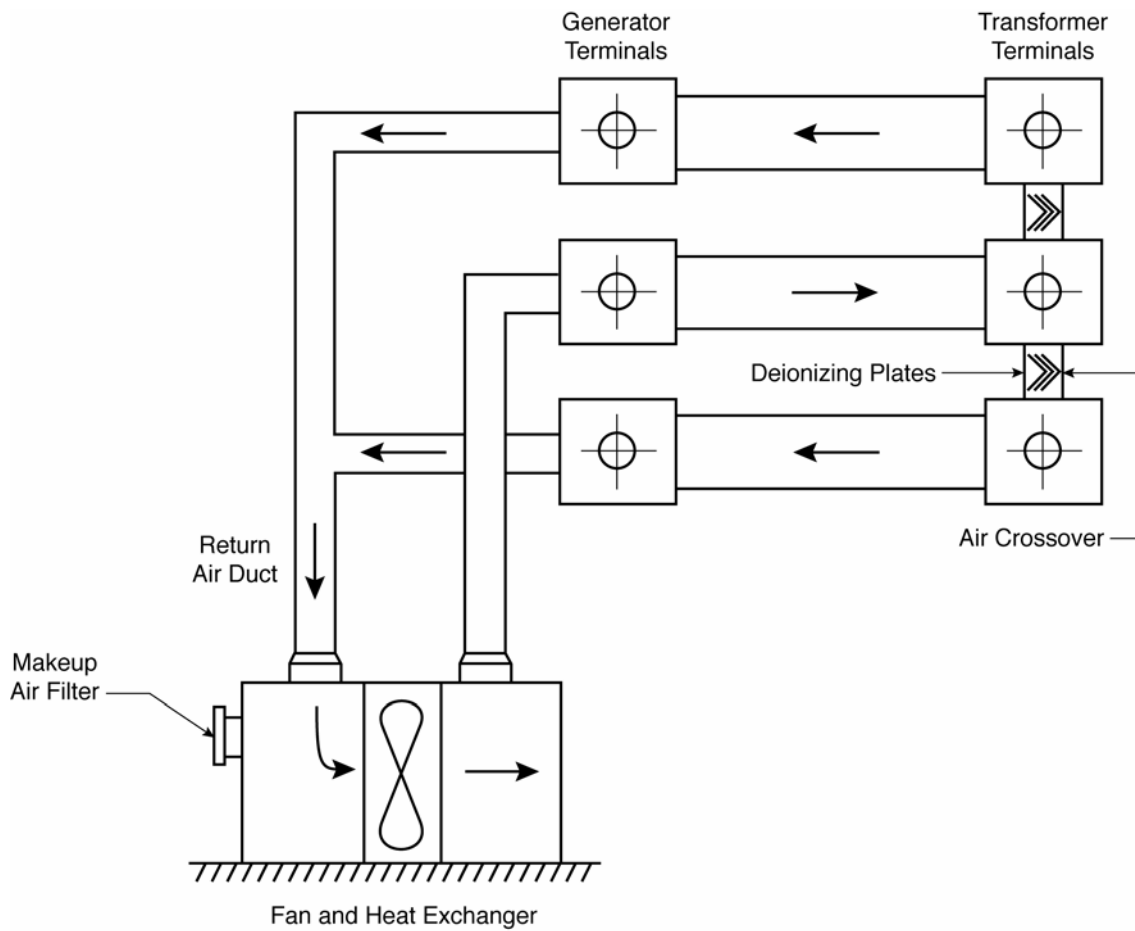 Generator
Terminals
Transformer
Terminals
Deionizing Plates
Air Crossover
Return
Air Duct
Makeup
Air Filter
Fan and Heat Exchanger